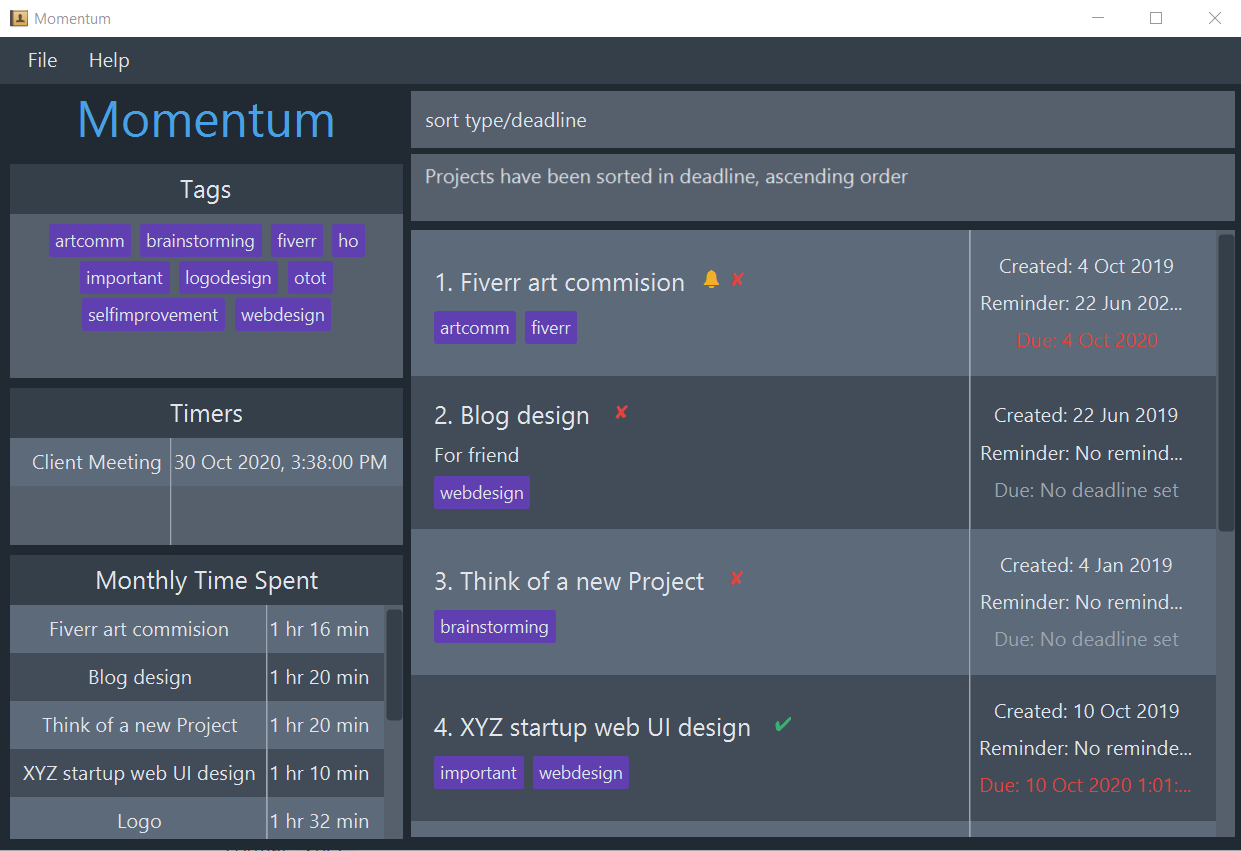 Momentum
File Help
Momentum
Tags
artcomm brainstorming fiverr ho
important logodesign otot
selfimprovement webdesign
Timers
Client Meeting 30 Oct 2020, 3:38:00 PM
Monthly Time Spent
Fiverr art commision 1 hr 16 min
Blog design 1 hr 20 min
Think of a new Project 1 hr 20 min
XYZ startup web UI design 1 hr 10 min
Logo 1 hr 32 min
sort type/deadline
Projects have been sorted in deadline, ascending order
1. Fiverr art commision
artcomm fiverr
Created: 4 Oct 2019
Reminder: 22 Jun 202...
Due: 4 Oct 2020
2. Blog design
For friend
webdesign
Created: 22 Jun 2019
Reminder: No remind...
Due: No deadline set
3. Think of a new Project
brainstorming
Created: 4 Jan 2019
Reminder: No remind...
Due: No deadline set
4. XYZ startup web UI design
important webdesign
Created: 10 Oct 2019
Reminder: No reminde...
Due: 10 Oct 2020 1:01:...